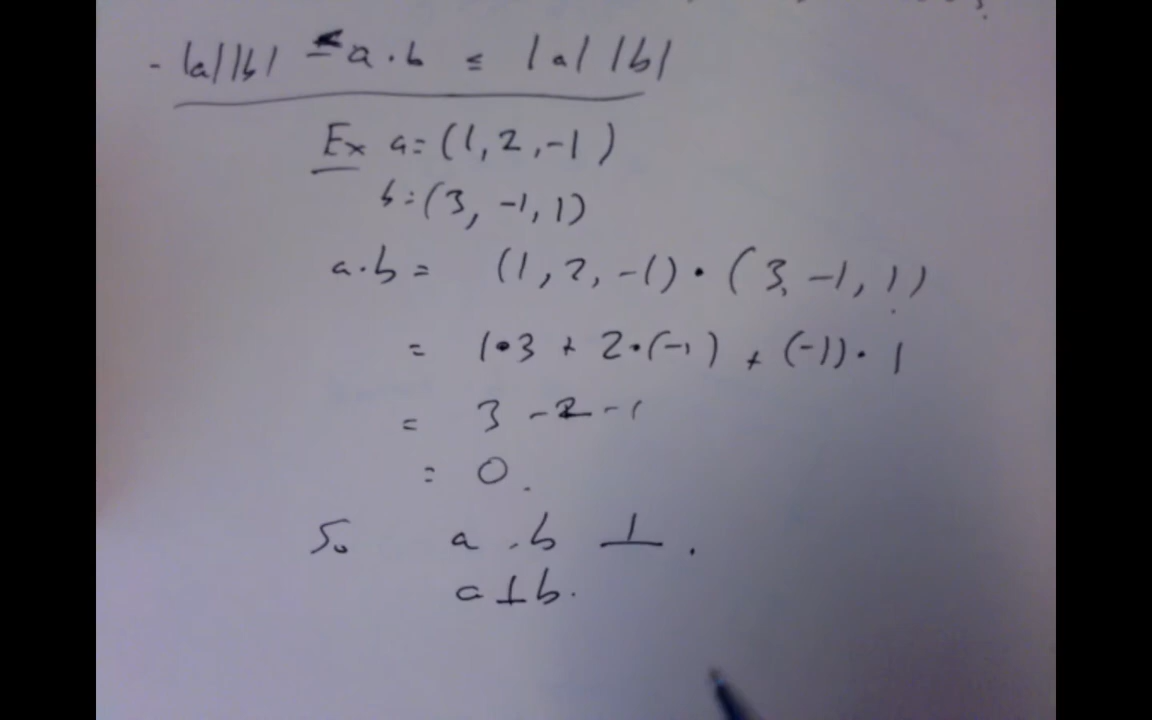 - |a||b| ≤ a · b ≤ |a| |b|
Ex a = (1, 2, -1)
b = (3, -1, 1)
a·b = (1, 2, -1) · (3, -1, 1)
= 1·3 + 2·(-1) + (-1))· 1
= 3 - 2 - 1
= 0.
So a, b ⊥.
a ⊥ b.